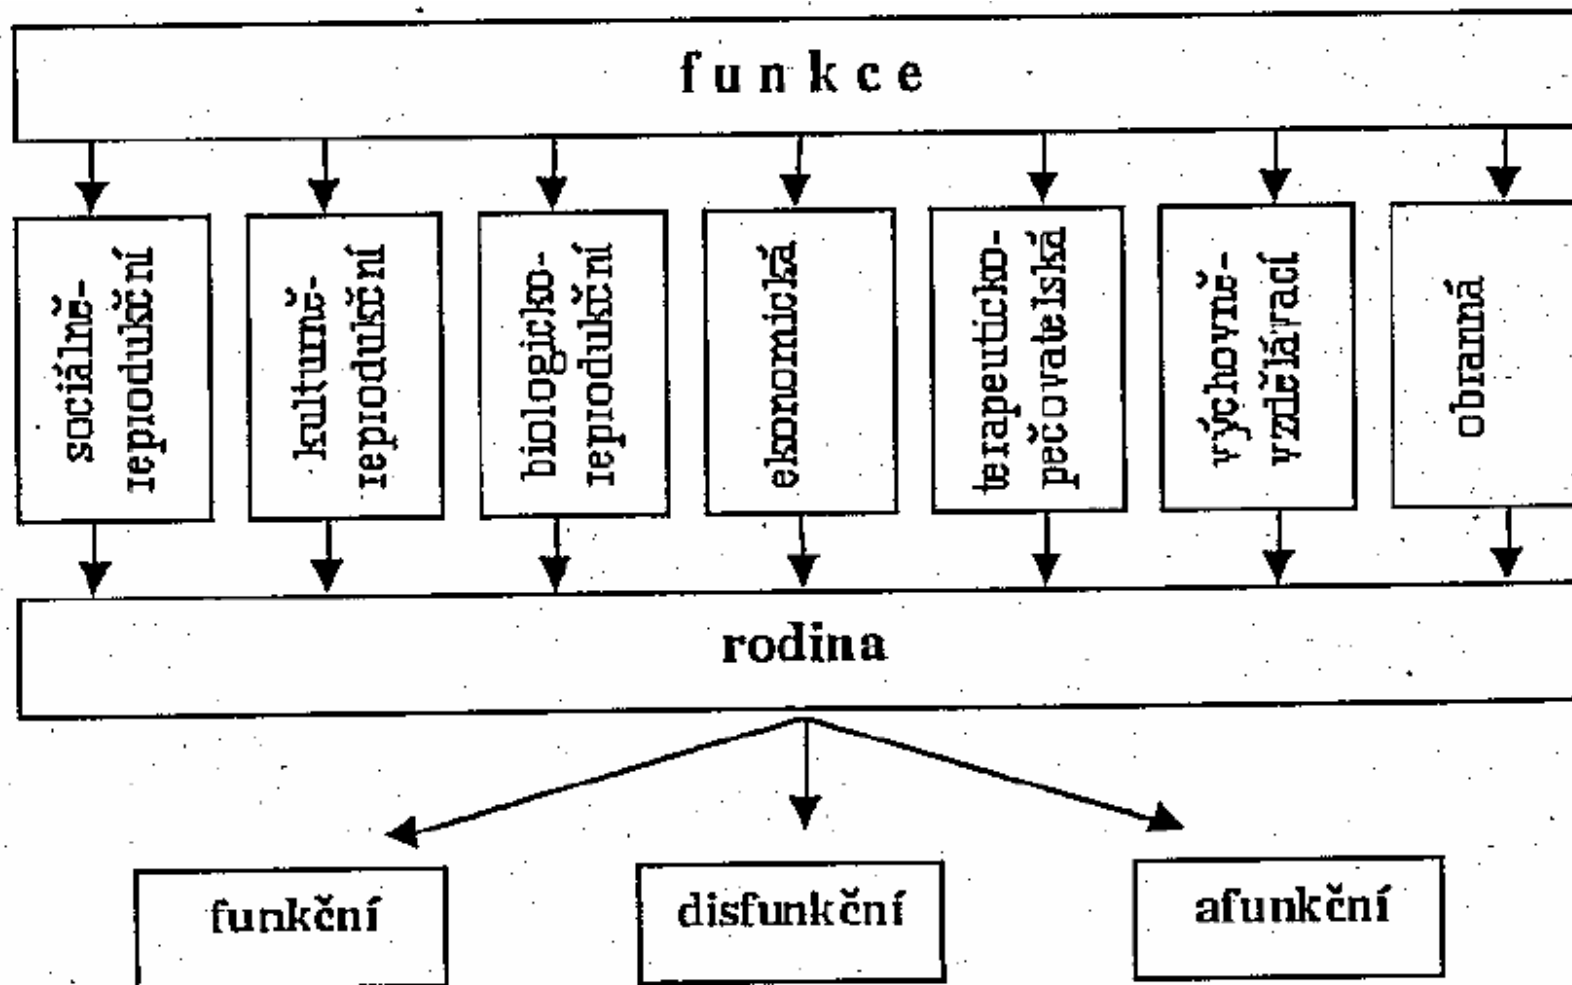 funkce
sociálně-
reprodukční
kulturně-
reprodukční
biologicko-
reprodukční
ekonomická
terapeuticko-
pečovatelská
výchovně-
vzdělávací
obranná
rodina
funkční
disfunkční
afunkční